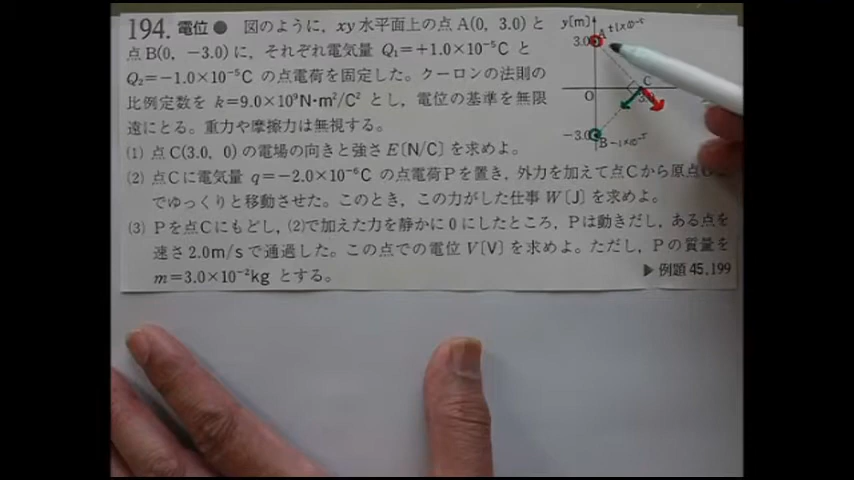 194. 電位 ● 図のように，xy 水平面上の点 A(0, 3.0) と
点 B(0, −3.0) に，それぞれ電気量 Q₁=+1.0×10⁻⁵C と
Q₂=−1.0×10⁻⁵C の点電荷を固定した。クーロンの法則の
比例定数を k=9.0×10⁹N·m²/C² とし，電位の基準を無限
遠にとる。重力や摩擦力は無視する。
(1) 点 C(3.0, 0) の電場の向きと強さ E〔N/C〕を求めよ。
(2) 点Cに電気量 q=−2.0×10⁻⁶C の点電荷Pを置き，外力を加えて点Cから原点
でゆっくりと移動させた。このとき，この力がした仕事 W〔J〕を求めよ。
(3) Pを点Cにもどし，(2)で加えた力を静かに 0 にしたところ，Pは動きだし，ある点を
速さ 2.0m/s で通過した。この点での電位 V〔V〕を求めよ。ただし，Pの質量を
m=3.0×10⁻²kg とする。
▶ 例題 45, 199
y〔m〕
3.0
A
C
O
−3.0
B
−1×10⁻⁵